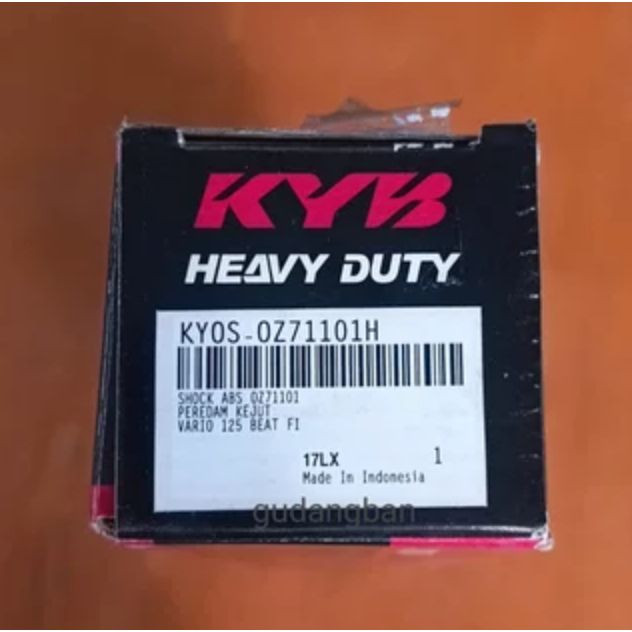 KYB
HEAVY DUTY
KYOS-OZ71101H
SHOCK ABS OZ71101
PEREDAM KEJUT
VARIO 125 BEAT FI
17LX 1
Made In Indonesia
gudangban